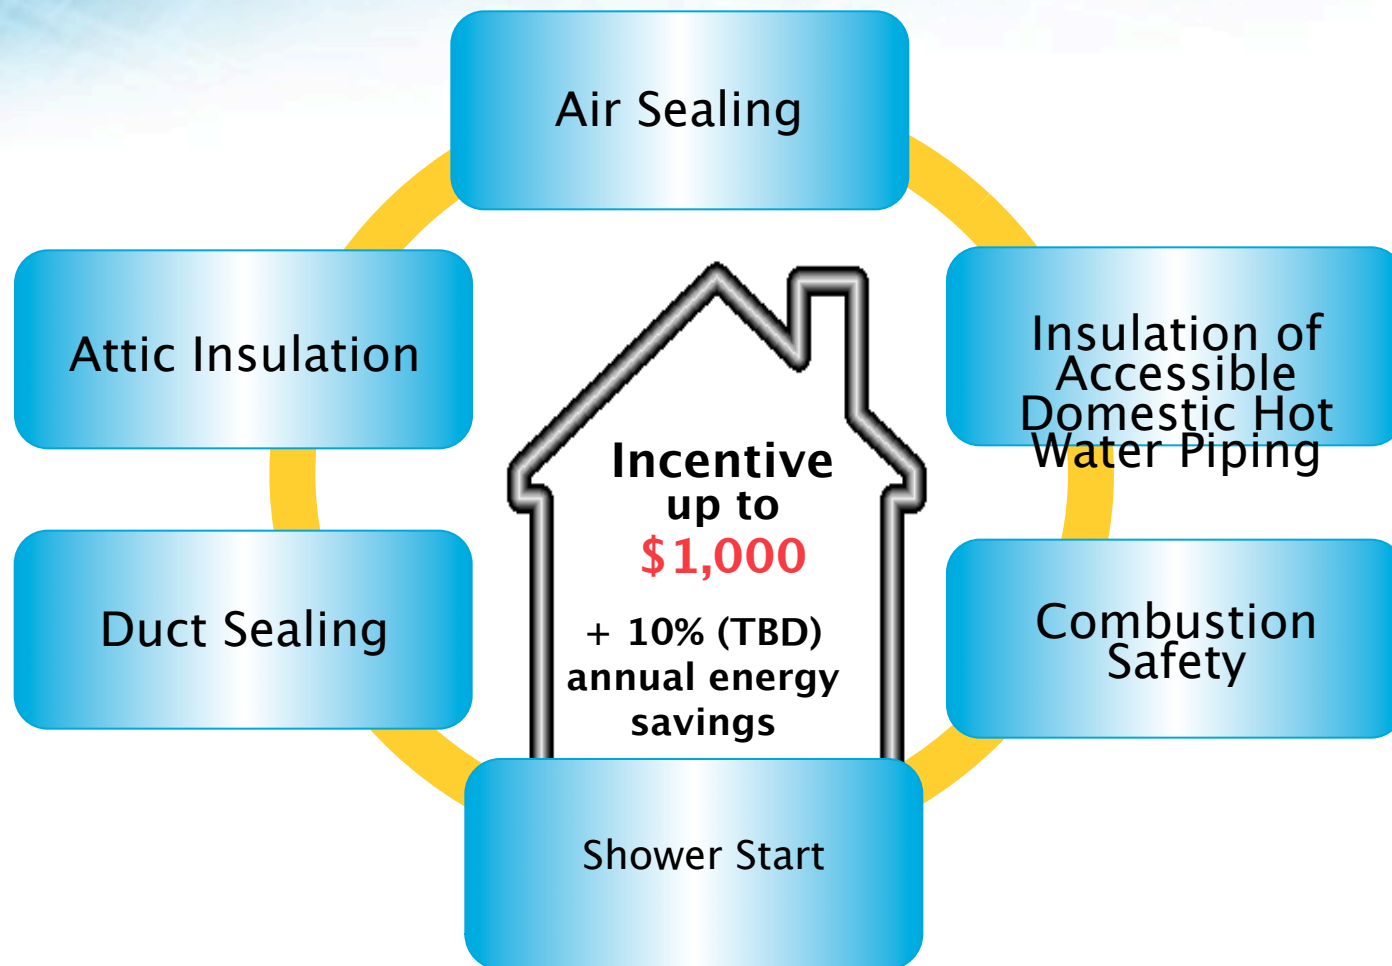 Air Sealing
Attic Insulation
Insulation of
Accessible
Domestic Hot
Water Piping
Incentive
up to
$1,000
+ 10% (TBD)
annual energy
savings
Duct Sealing
Combustion
Safety
Shower Start